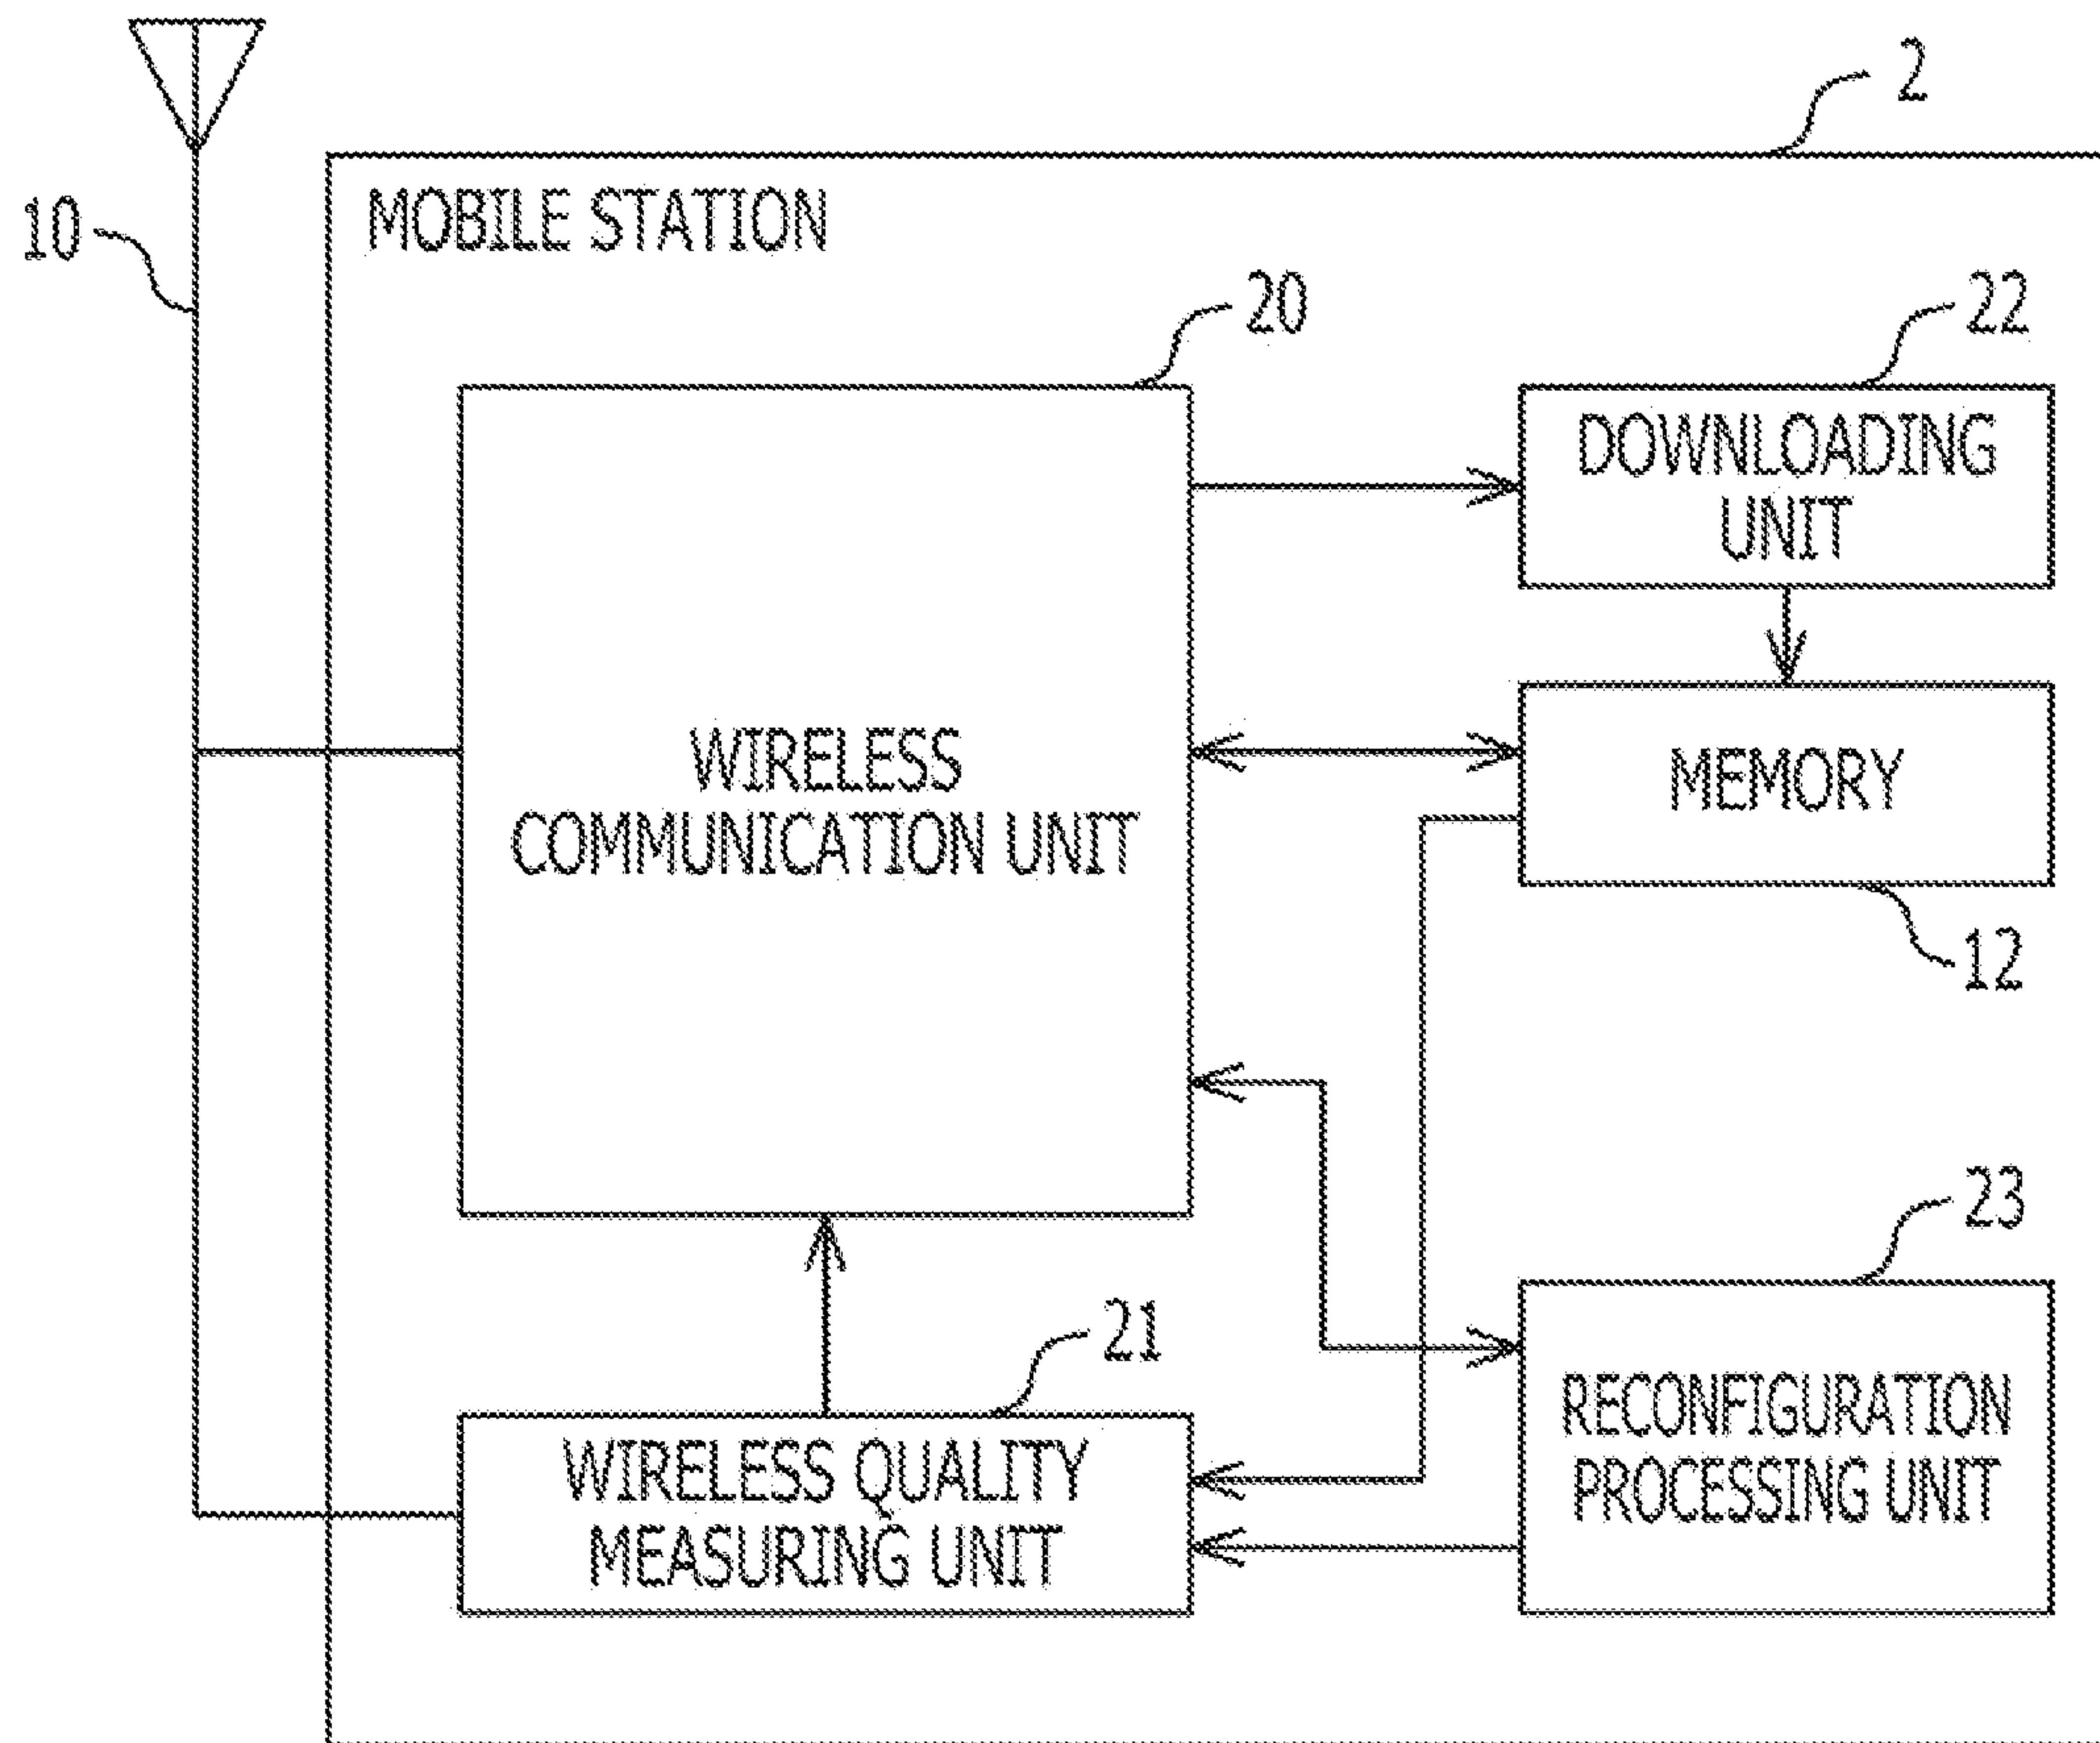 2
10
MOBILE STATION
20
22
DOWNLOADING
UNIT
WIRELESS
COMMUNICATION UNIT
MEMORY
12
23
21
RECONFIGURATION
PROCESSING UNIT
WIRELESS QUALITY
MEASURING UNIT